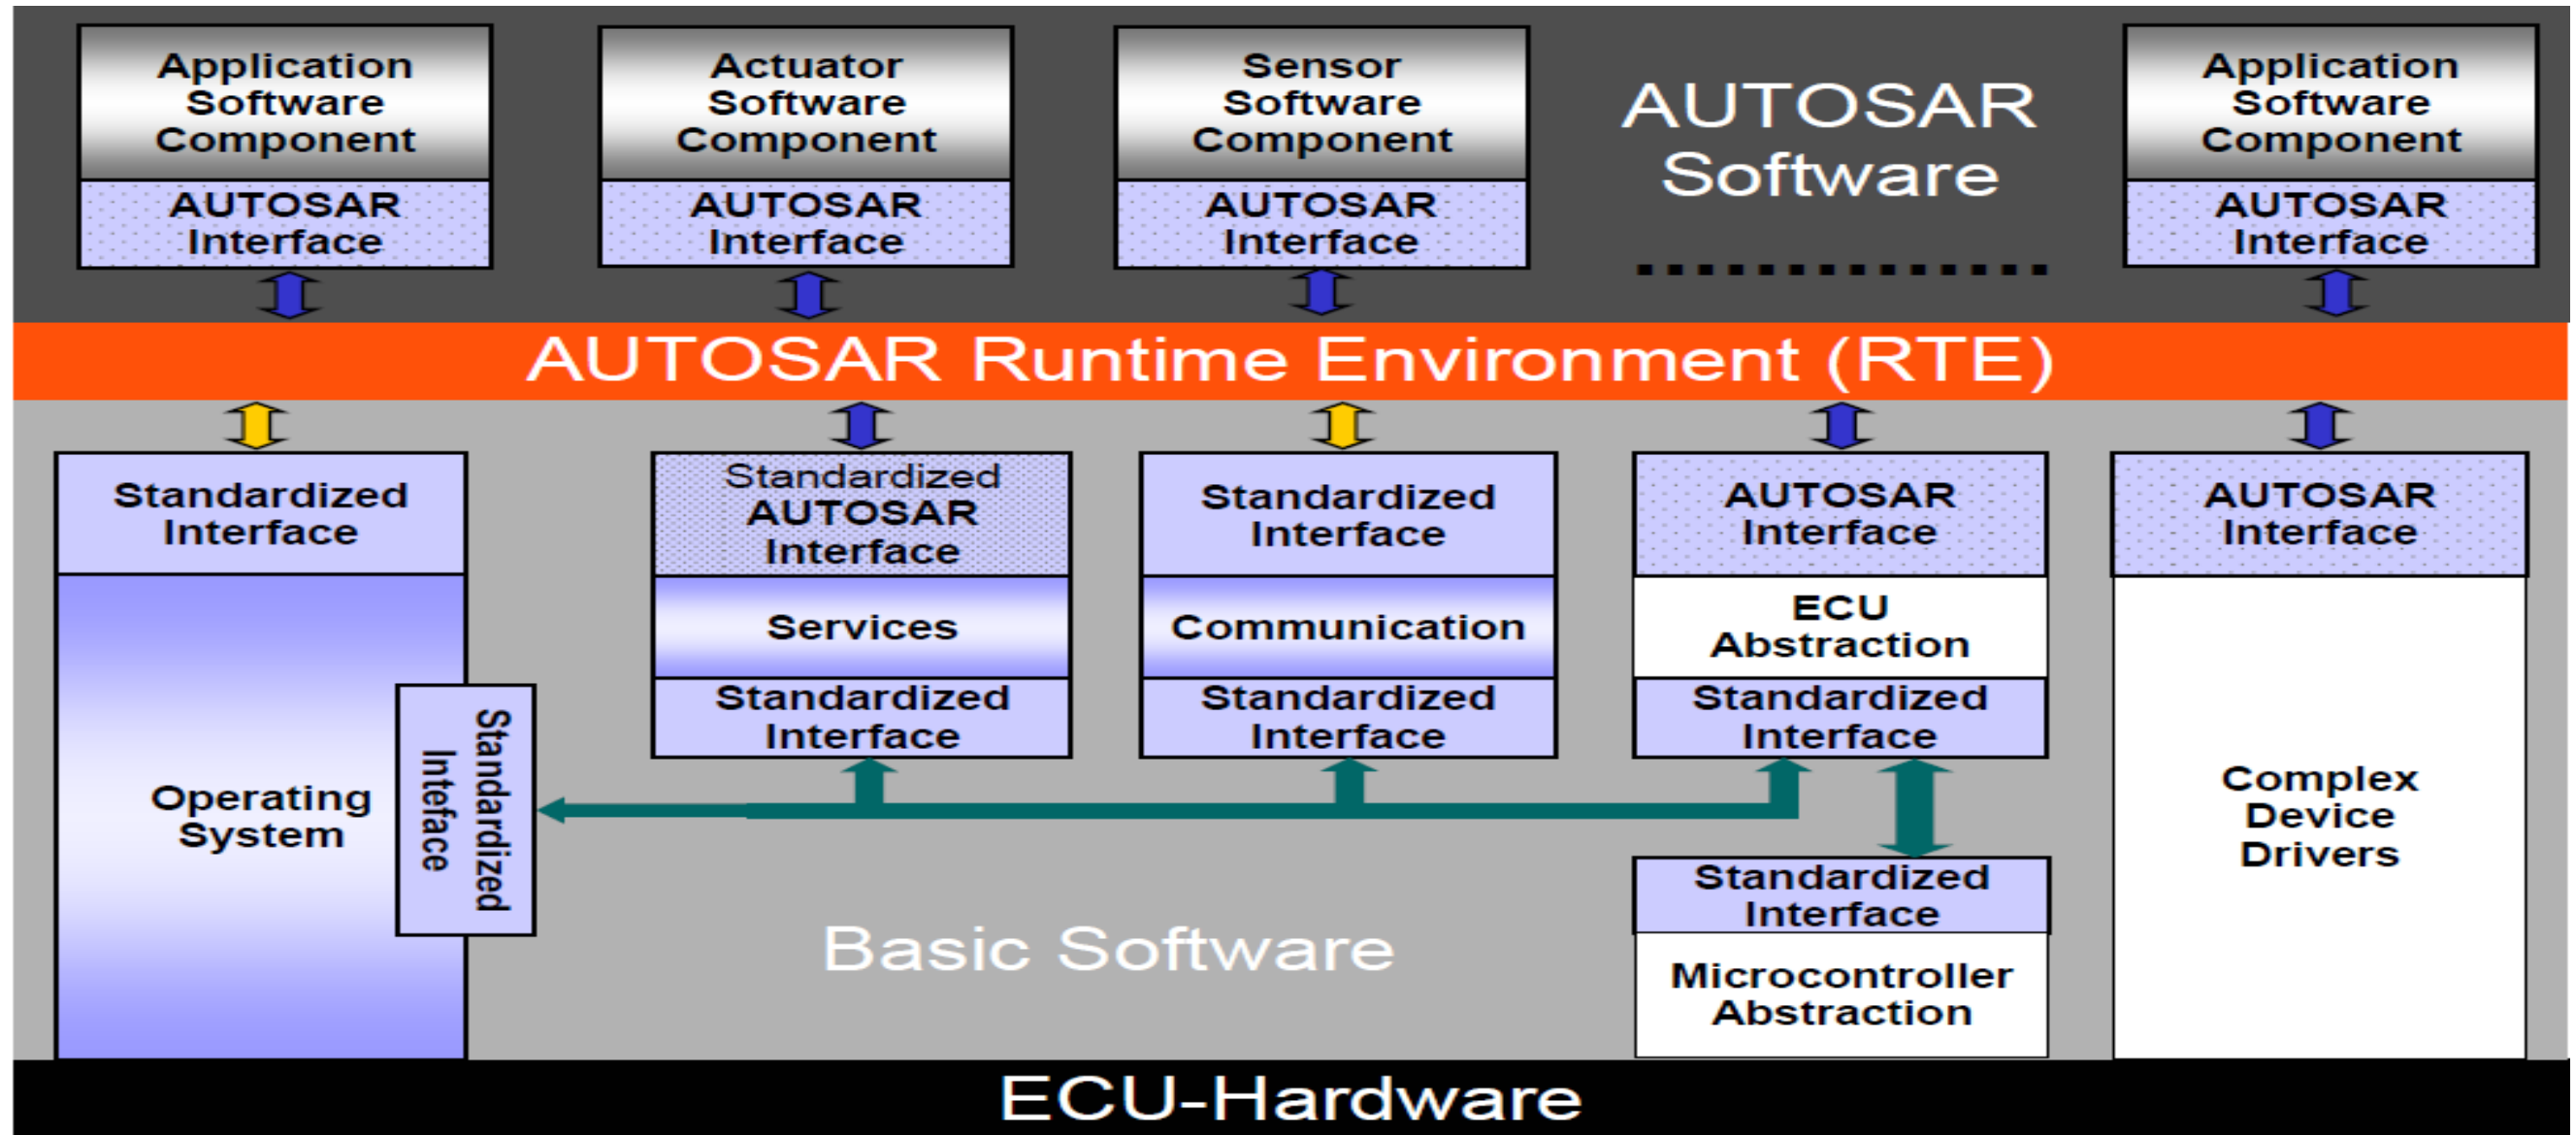 Application
Software
Component
AUTOSAR
Interface
Actuator
Software
Component
AUTOSAR
Interface
Sensor
Software
Component
AUTOSAR
Interface
AUTOSAR
Software
Application
Software
Component
AUTOSAR
Interface
AUTOSAR Runtime Environment (RTE)
Standardized
Interface
Operating
System
Standardized
Inteface
Standardized
AUTOSAR
Interface
Services
Standardized
Interface
Standardized
Interface
Communication
Standardized
Interface
AUTOSAR
Interface
ECU
Abstraction
Standardized
Interface
Standardized
Interface
Microcontroller
Abstraction
AUTOSAR
Interface
Complex
Device
Drivers
Basic Software
ECU-Hardware